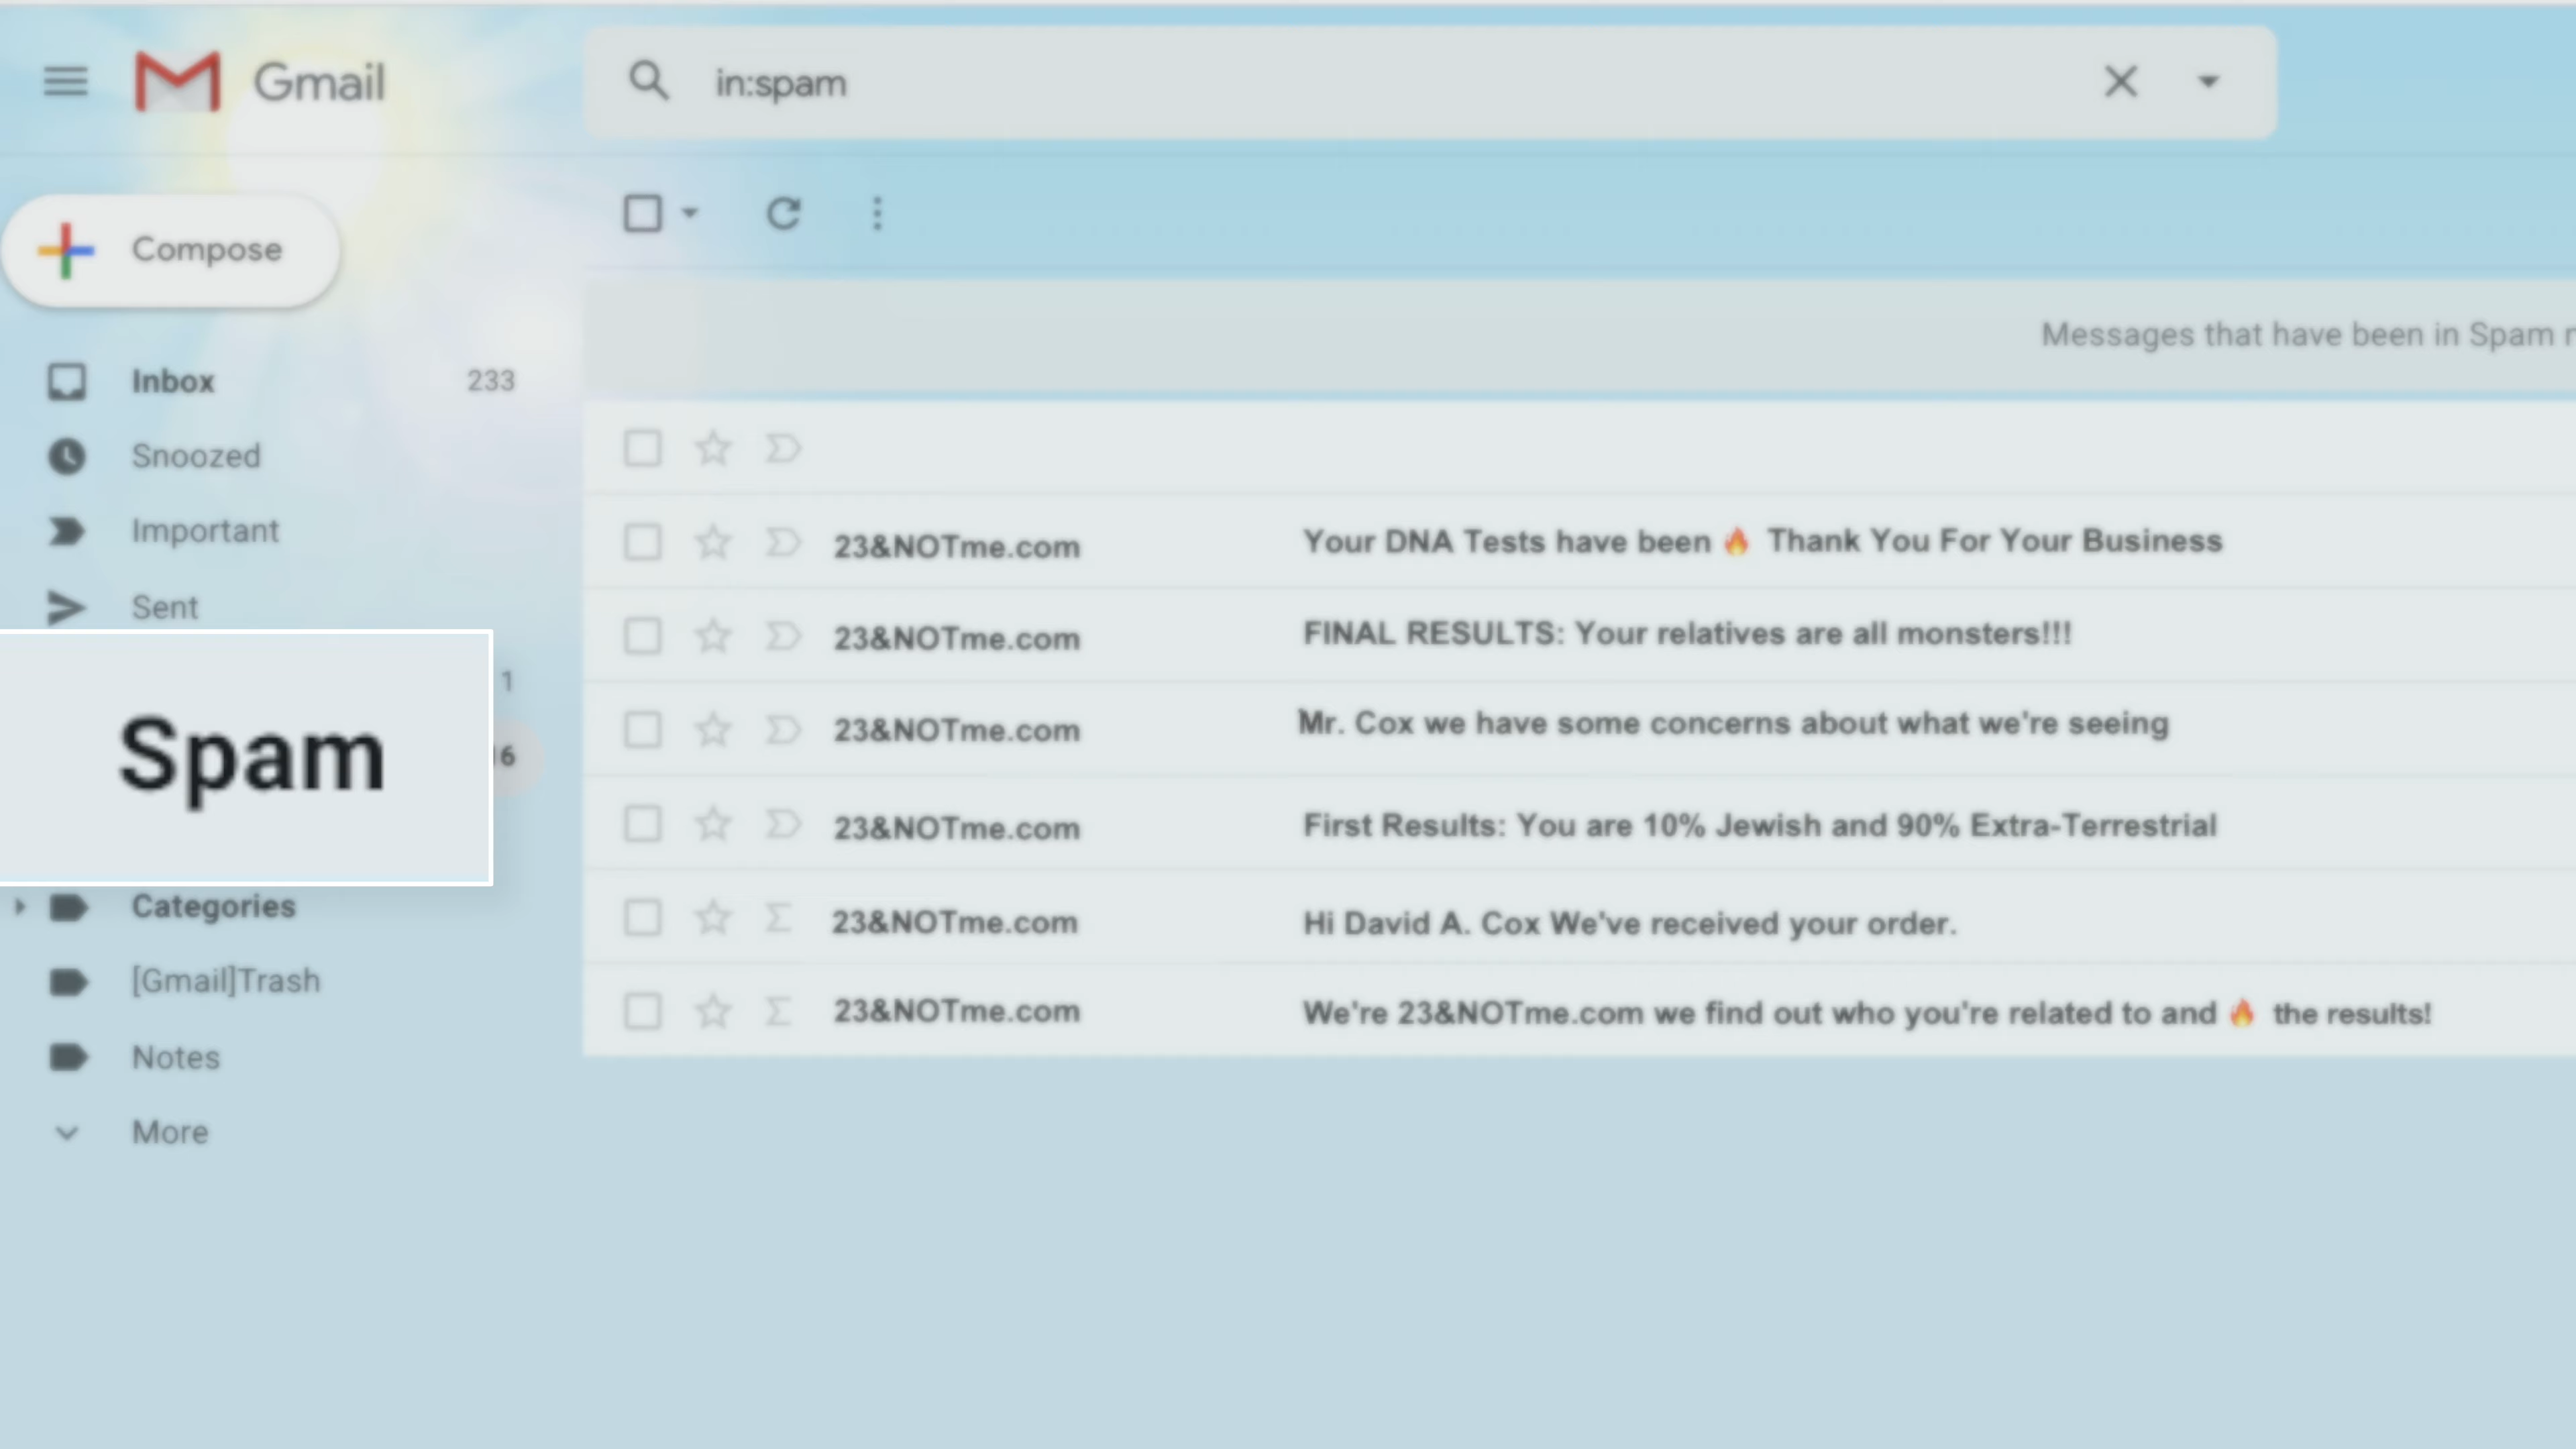 Gmail
in:spam
Compose
Messages that have been in Spam
Inbox 233
Snoozed
Important
Sent
1
Spam
16
Categories
[Gmail]Trash
Notes
More
23&NOTme.com Your DNA Tests have been 🔥 Thank You For Your Business
23&NOTme.com FINAL RESULTS: Your relatives are all monsters!!!
23&NOTme.com Mr. Cox we have some concerns about what we're seeing
23&NOTme.com First Results: You are 10% Jewish and 90% Extra-Terrestrial
23&NOTme.com Hi David A. Cox We've received your order.
23&NOTme.com We're 23&NOTme.com we find out who you're related to and 🔥 the results!